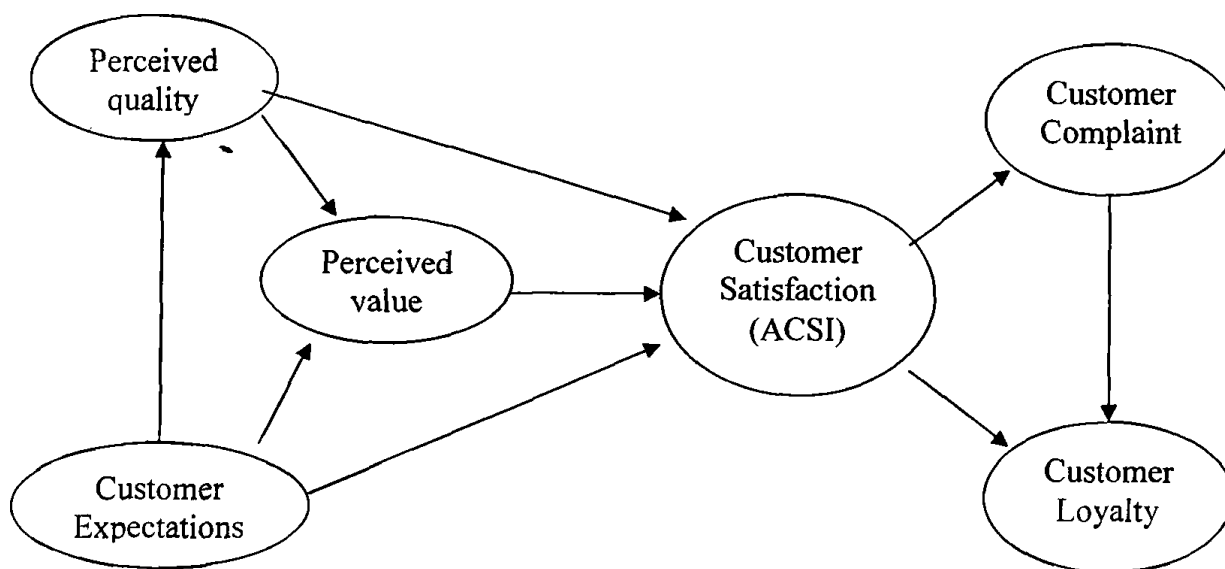 Perceived
quality
Customer
Complaint
Perceived
value
Customer
Satisfaction
(ACSI)
Customer
Expectations
Customer
Loyalty